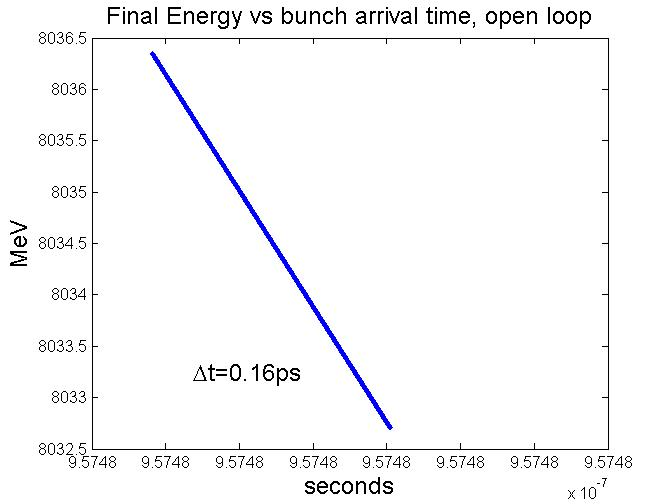 Final Energy vs bunch arrival time, open loop
8036.5
8036
8035.5
8035
8034.5
8034
8033.5
8033
8032.5
MeV
Δt=0.16ps
9.5748 9.5748 9.5748 9.5748 9.5748 9.5748 9.5748 9.5748
seconds
x 10^-7